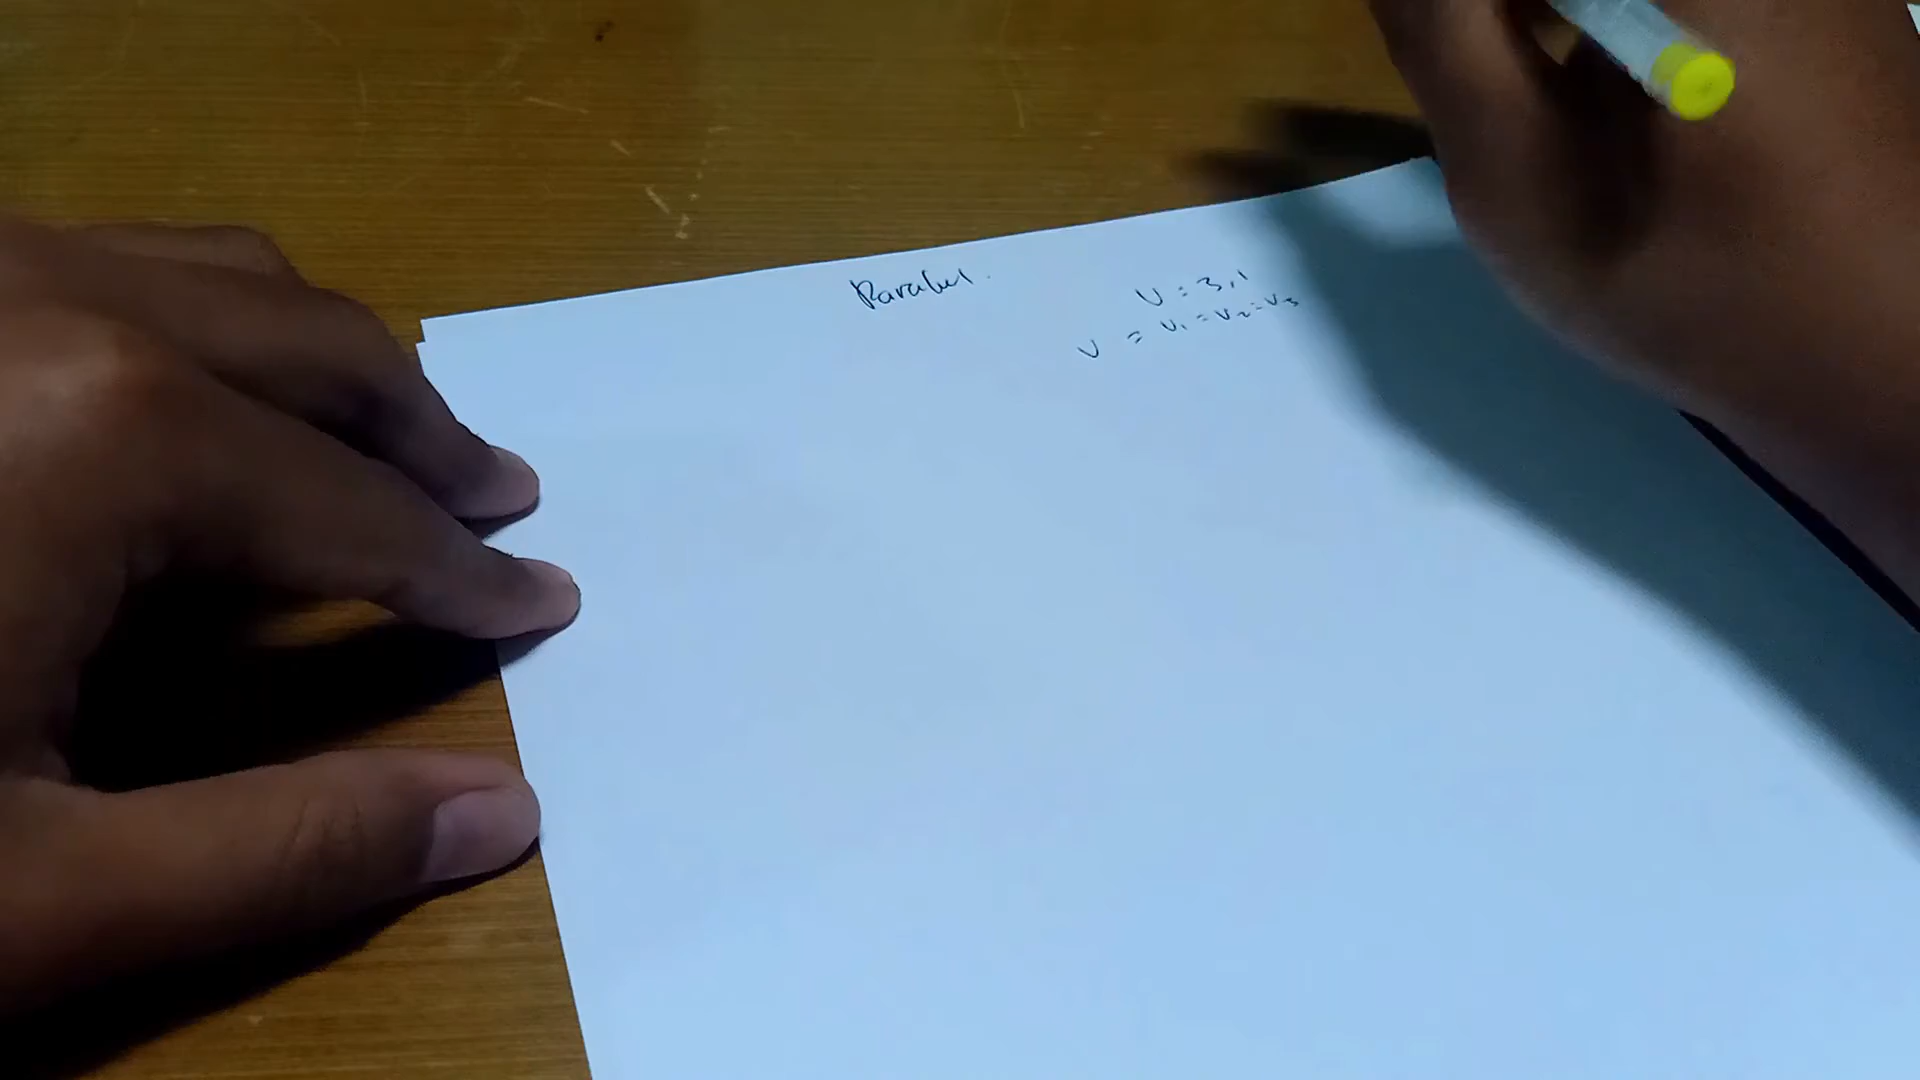 Paralel.
V = 3,1
V = V1 = V2 = V3